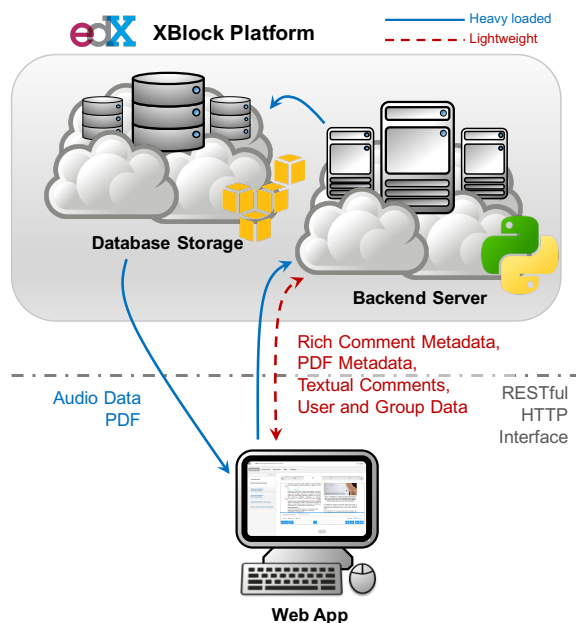 edX XBlock Platform
Heavy loaded
Lightweight
Database Storage
Backend Server
Rich Comment Metadata,
PDF Metadata,
Textual Comments,
User and Group Data
Audio Data
PDF
RESTful
HTTP
Interface
Web App